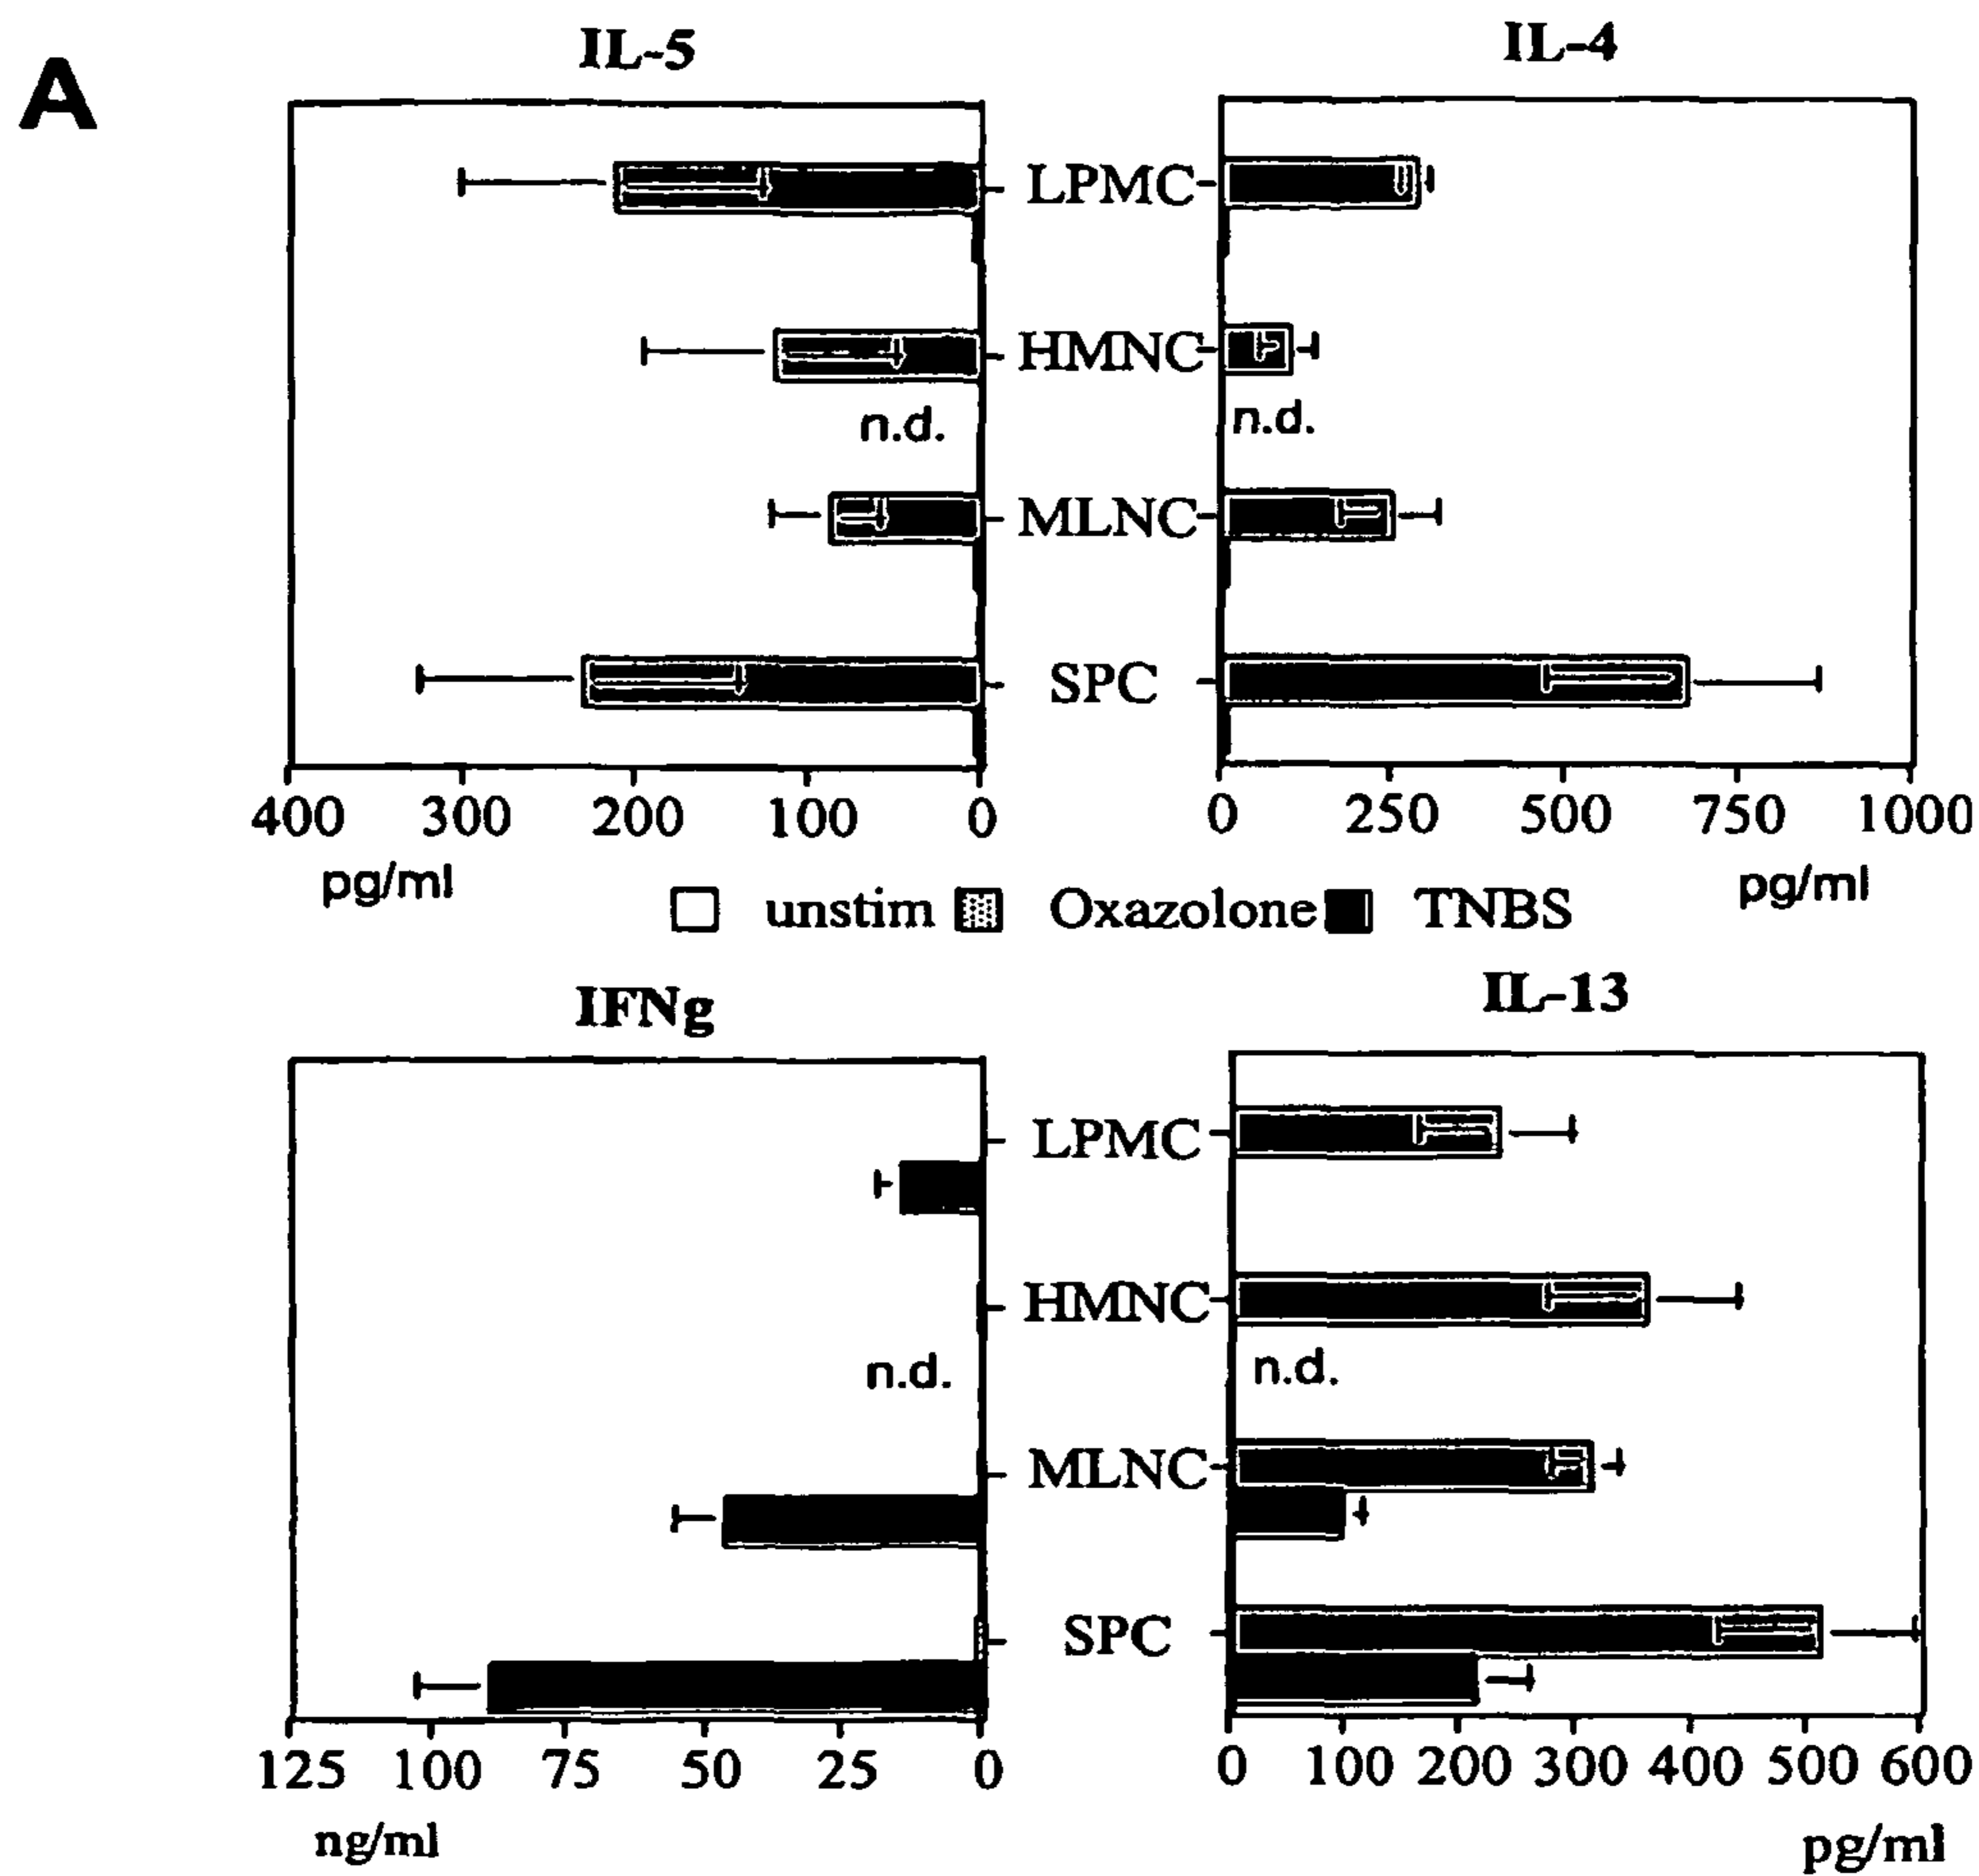 A
IL-5
IL-4
LPMC
HMNC
n.d.
n.d.
MLNC
SPC
400 300 200 100 0
0 250 500 750 1000
pg/ml
pg/ml
unstim Oxazolone TNBS
IFNg
IL-13
LPMC
HMNC
n.d.
n.d.
MLNC
SPC
125 100 75 50 25 0
0 100 200 300 400 500 600
ng/ml
pg/ml